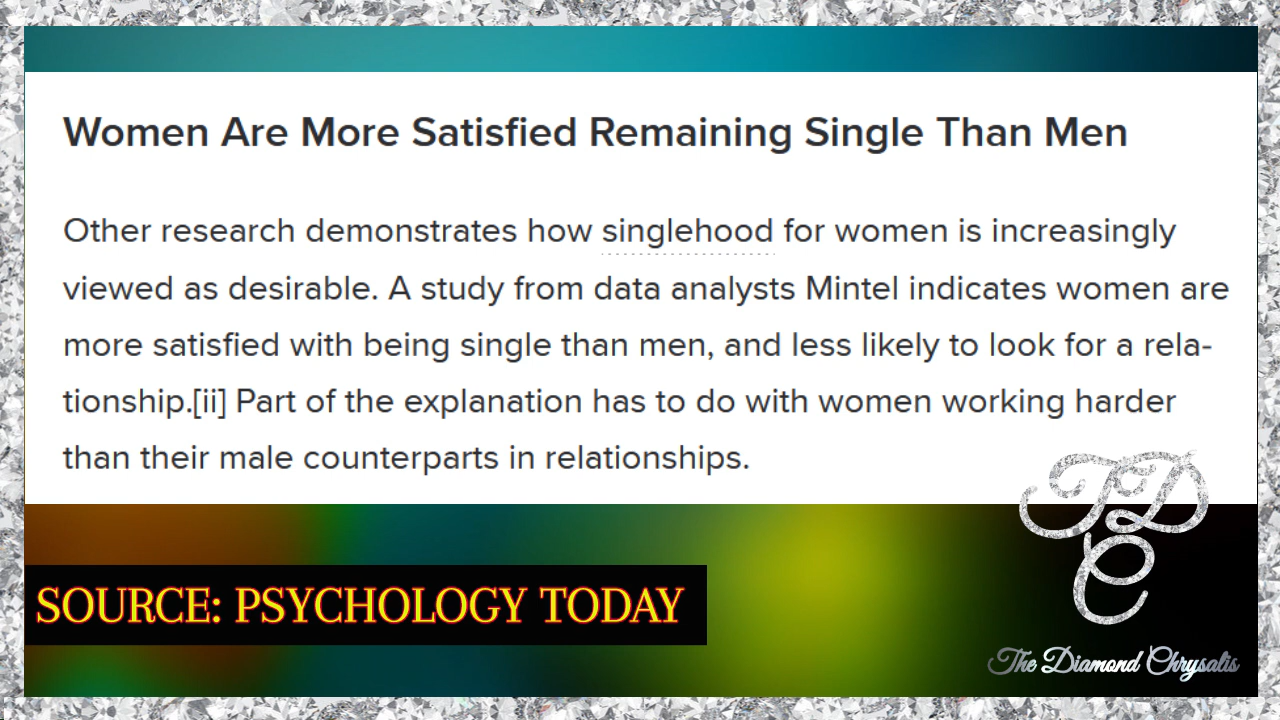 Women Are More Satisfied Remaining Single Than Men
Other research demonstrates how singlehood for women is increasingly
viewed as desirable. A study from data analysts Mintel indicates women are
more satisfied with being single than men, and less likely to look for a rela-
tionship.[ii] Part of the explanation has to do with women working harder
than their male counterparts in relationships.
TDC
SOURCE: PSYCHOLOGY TODAY
The Diamond Chrysalis